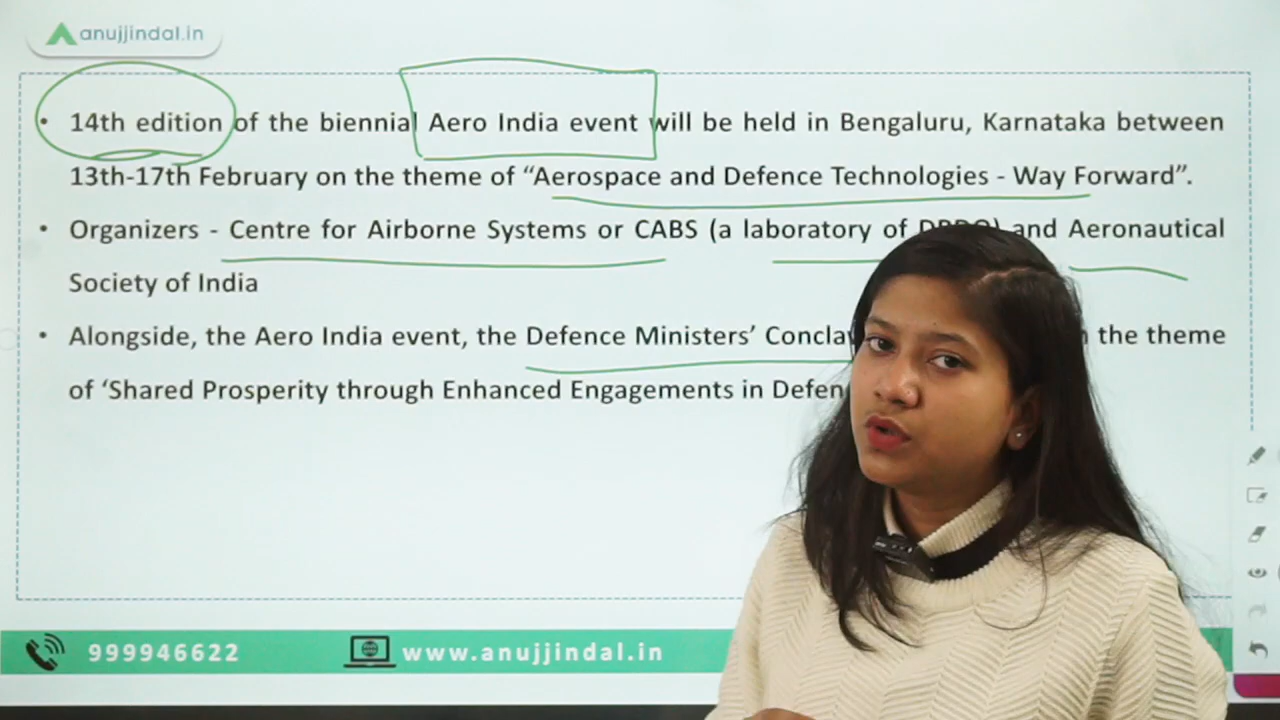 anujjindal.in
• 14th edition of the biennial Aero India event will be held in Bengaluru, Karnataka between
13th-17th February on the theme of “Aerospace and Defence Technologies - Way Forward”.
• Organizers - Centre for Airborne Systems or CABS (a laboratory of DRDO) and Aeronautical
Society of India
• Alongside, the Aero India event, the Defence Ministers’ the theme
of ‘Shared Prosperity through Enhanced Engagements in
999946622
www.anujjindal.in